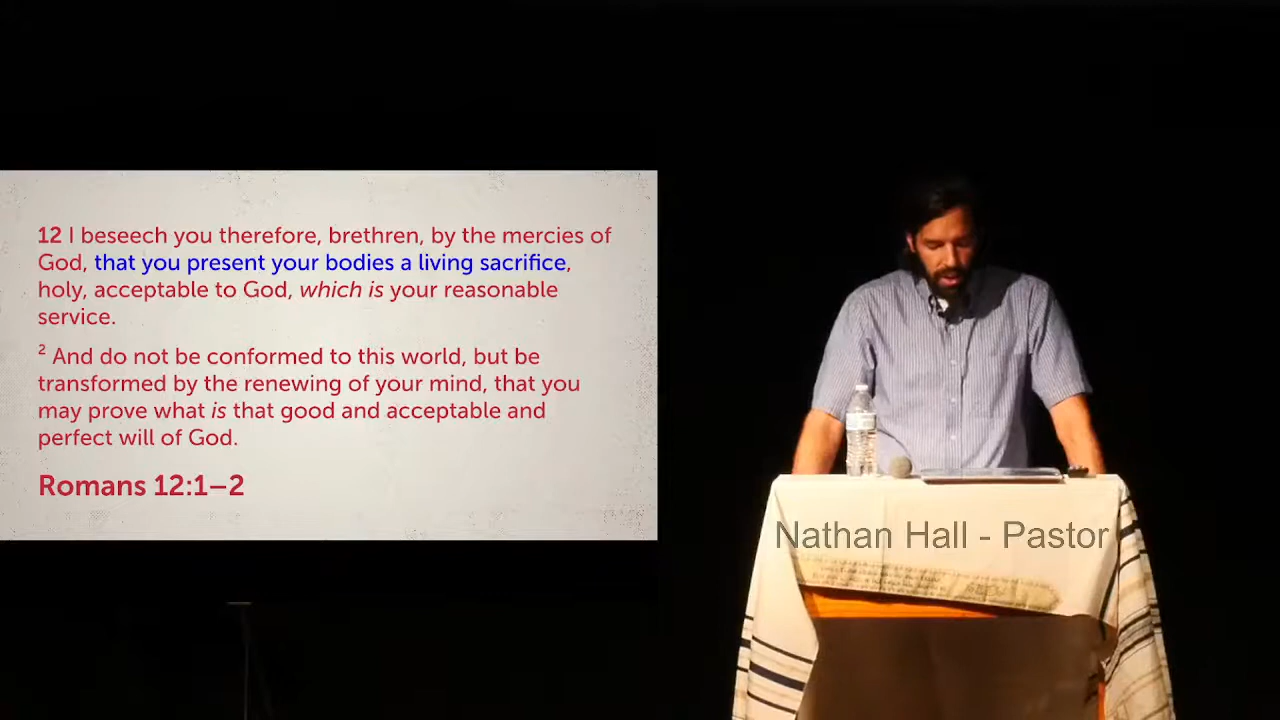 12 I beseech you therefore, brethren, by the mercies of
God, that you present your bodies a living sacrifice,
holy, acceptable to God, which is your reasonable
service.
2 And do not be conformed to this world, but be
transformed by the renewing of your mind, that you
may prove what is that good and acceptable and
perfect will of God.
Romans 12:1–2
Nathan Hall - Pastor